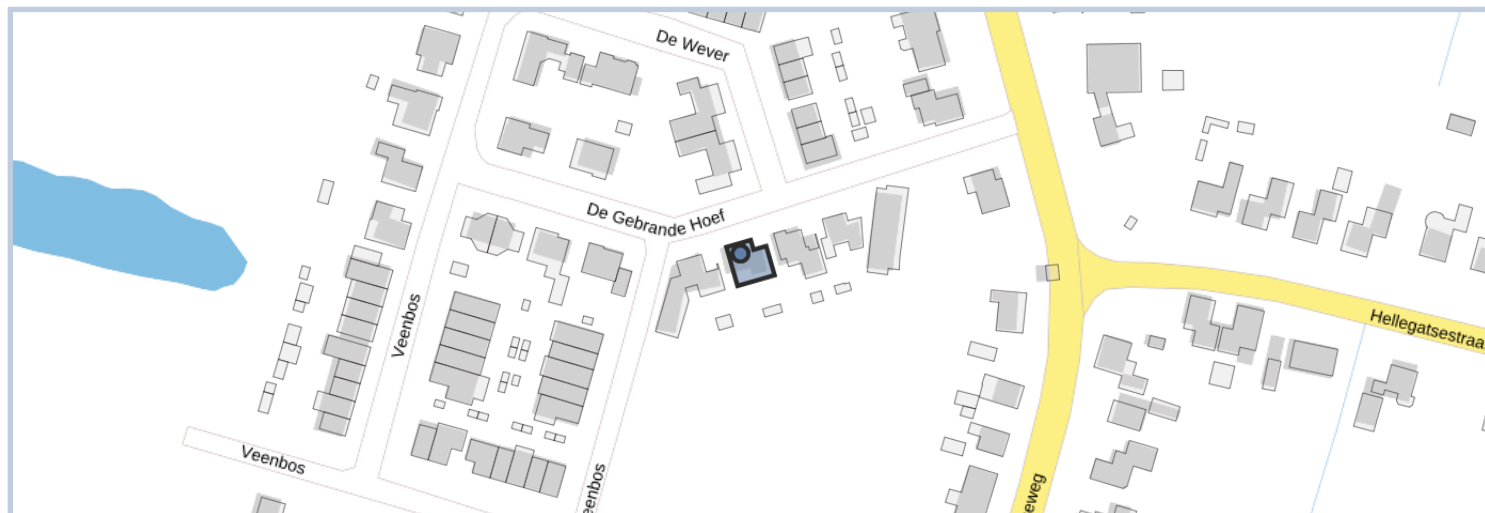 De Wever
De Gebrande Hoef
Veenbos
Hellegatsestraa
Veenbos
eenbos
eweg